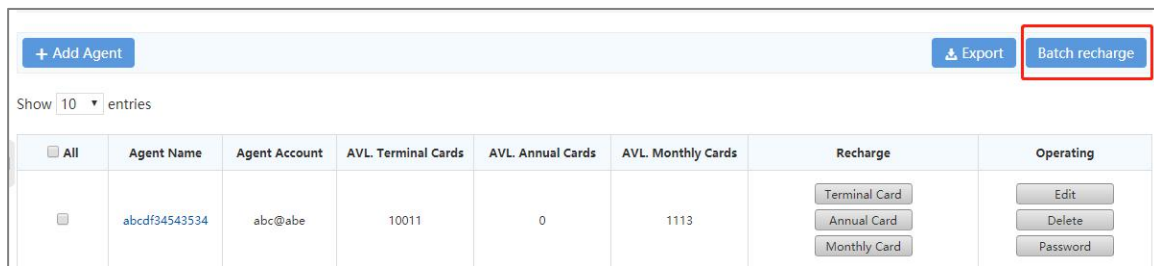 + Add Agent Export Batch recharge
Show 10 entries
All Agent Name Agent Account AVL. Terminal Cards AVL. Annual Cards AVL. Monthly Cards Recharge Operating
Terminal Card Edit
abcdf34543534 abc@abe 10011 0 1113 Annual Card Delete
Monthly Card Password